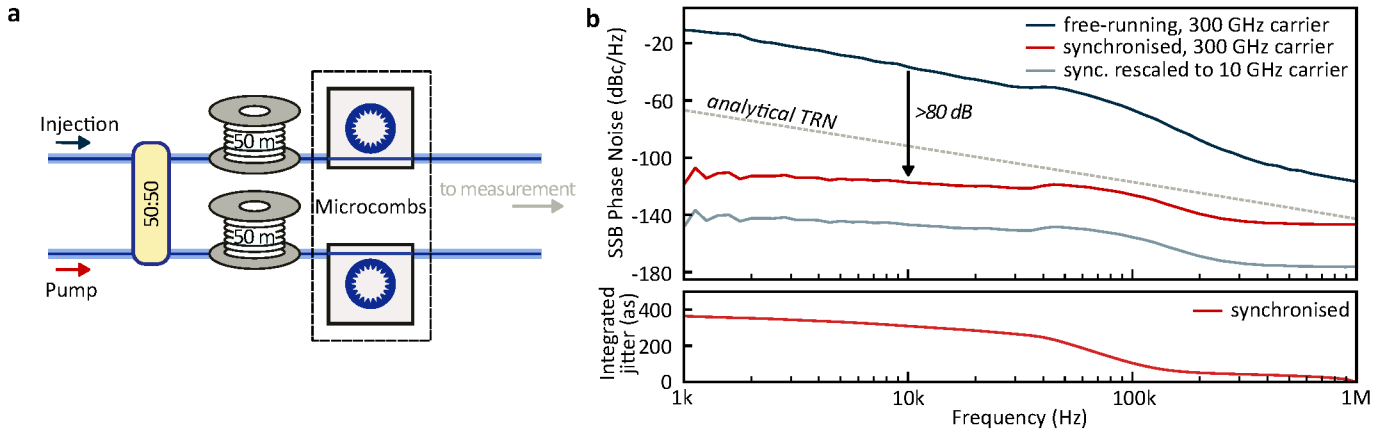 a
Injection
50:50
50 m
50 m
Pump
Microcombs
to measurement
b
free-running, 300 GHz carrier
synchronised, 300 GHz carrier
sync. rescaled to 10 GHz carrier
analytical TRN
>80 dB
SSB Phase Noise (dBc/Hz)
-20
-60
-100
-140
-180
synchronised
Integrated
jitter (as)
400
200
0
1k
10k
100k
1M
Frequency (Hz)